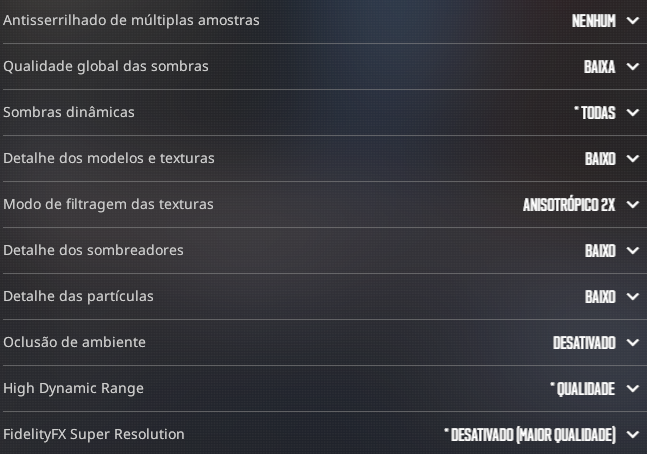 Antisserrilhado de múltiplas amostras NENHUM
Qualidade global das sombras BAIXA
Sombras dinâmicas * TODAS
Detalhe dos modelos e texturas BAIXO
Modo de filtragem das texturas ANISOTRÓPICO 2X
Detalhe dos sombreadores BAIXO
Detalhe das partículas BAIXO
Oclusão de ambiente DESATIVADO
High Dynamic Range * QUALIDADE
FidelityFX Super Resolution * DESATIVADO (MAIOR QUALIDADE)